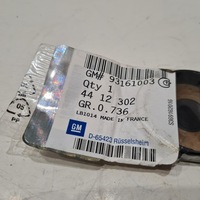 GM# 93161003
Qty 1
44 12 302
GR.0.736
LB1014 MADE IN FRANCE
GM
D-65423 Rüsselsheim